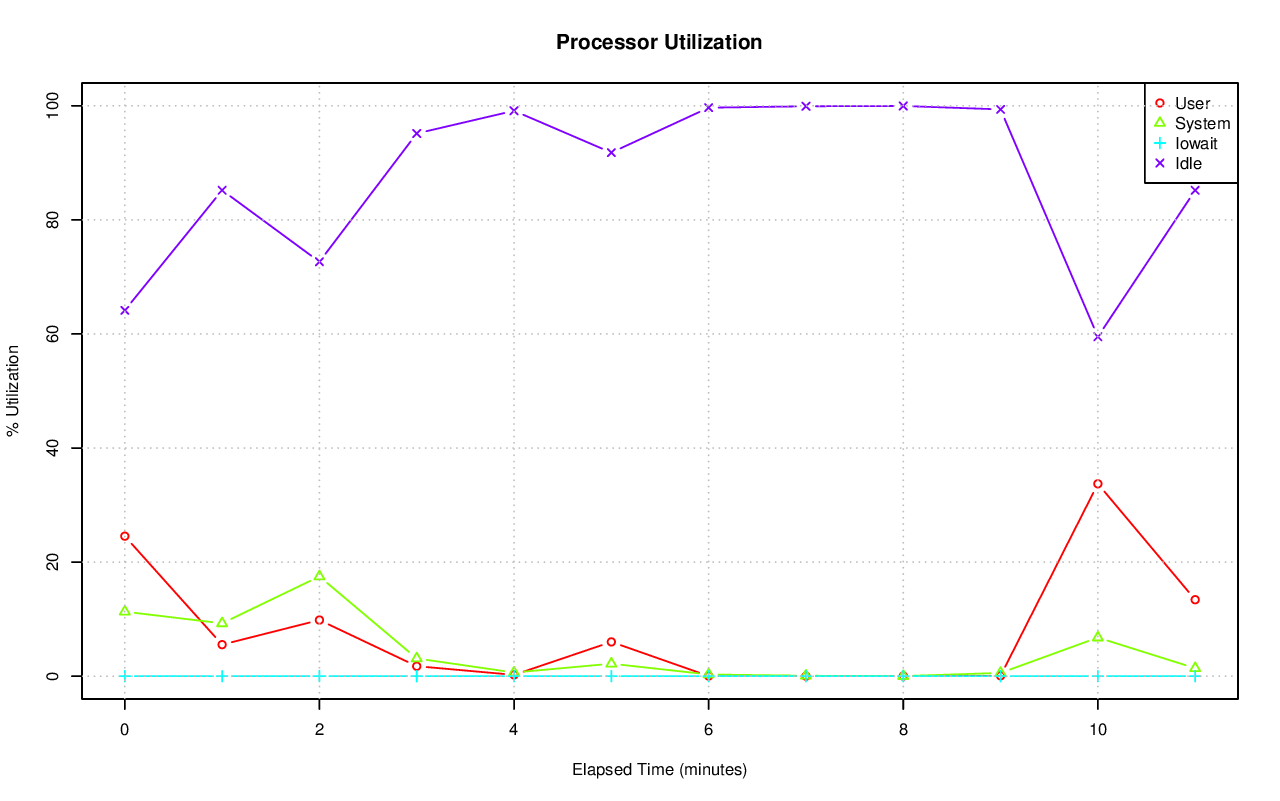 Processor Utilization
% Utilization
100
80
60
40
20
0
User
System
Iowait
Idle
0 2 4 6 8 10
Elapsed Time (minutes)